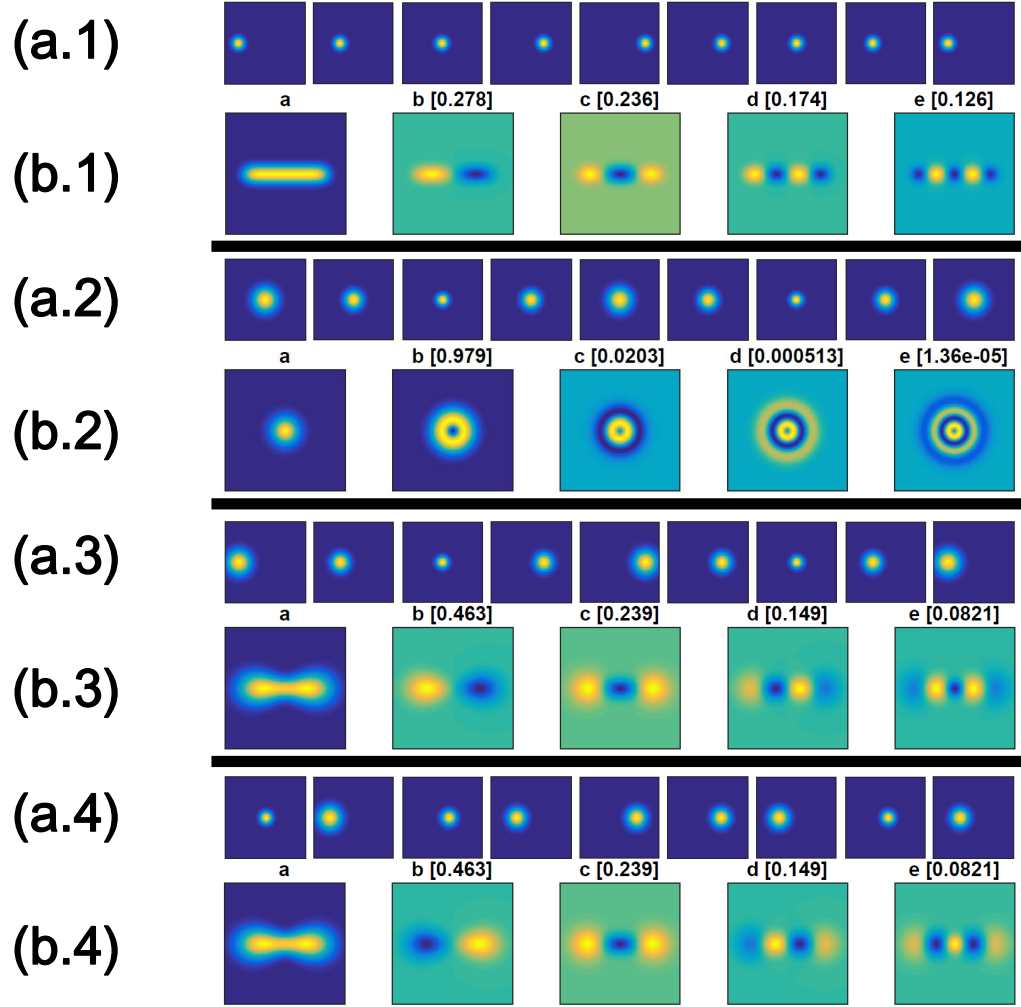 (a.1)
a b [0.278] c [0.236] d [0.174] e [0.126]
(b.1)
(a.2)
a b [0.979] c [0.0203] d [0.000513] e [1.36e-05]
(b.2)
(a.3)
a b [0.463] c [0.239] d [0.149] e [0.0821]
(b.3)
(a.4)
a b [0.463] c [0.239] d [0.149] e [0.0821]
(b.4)